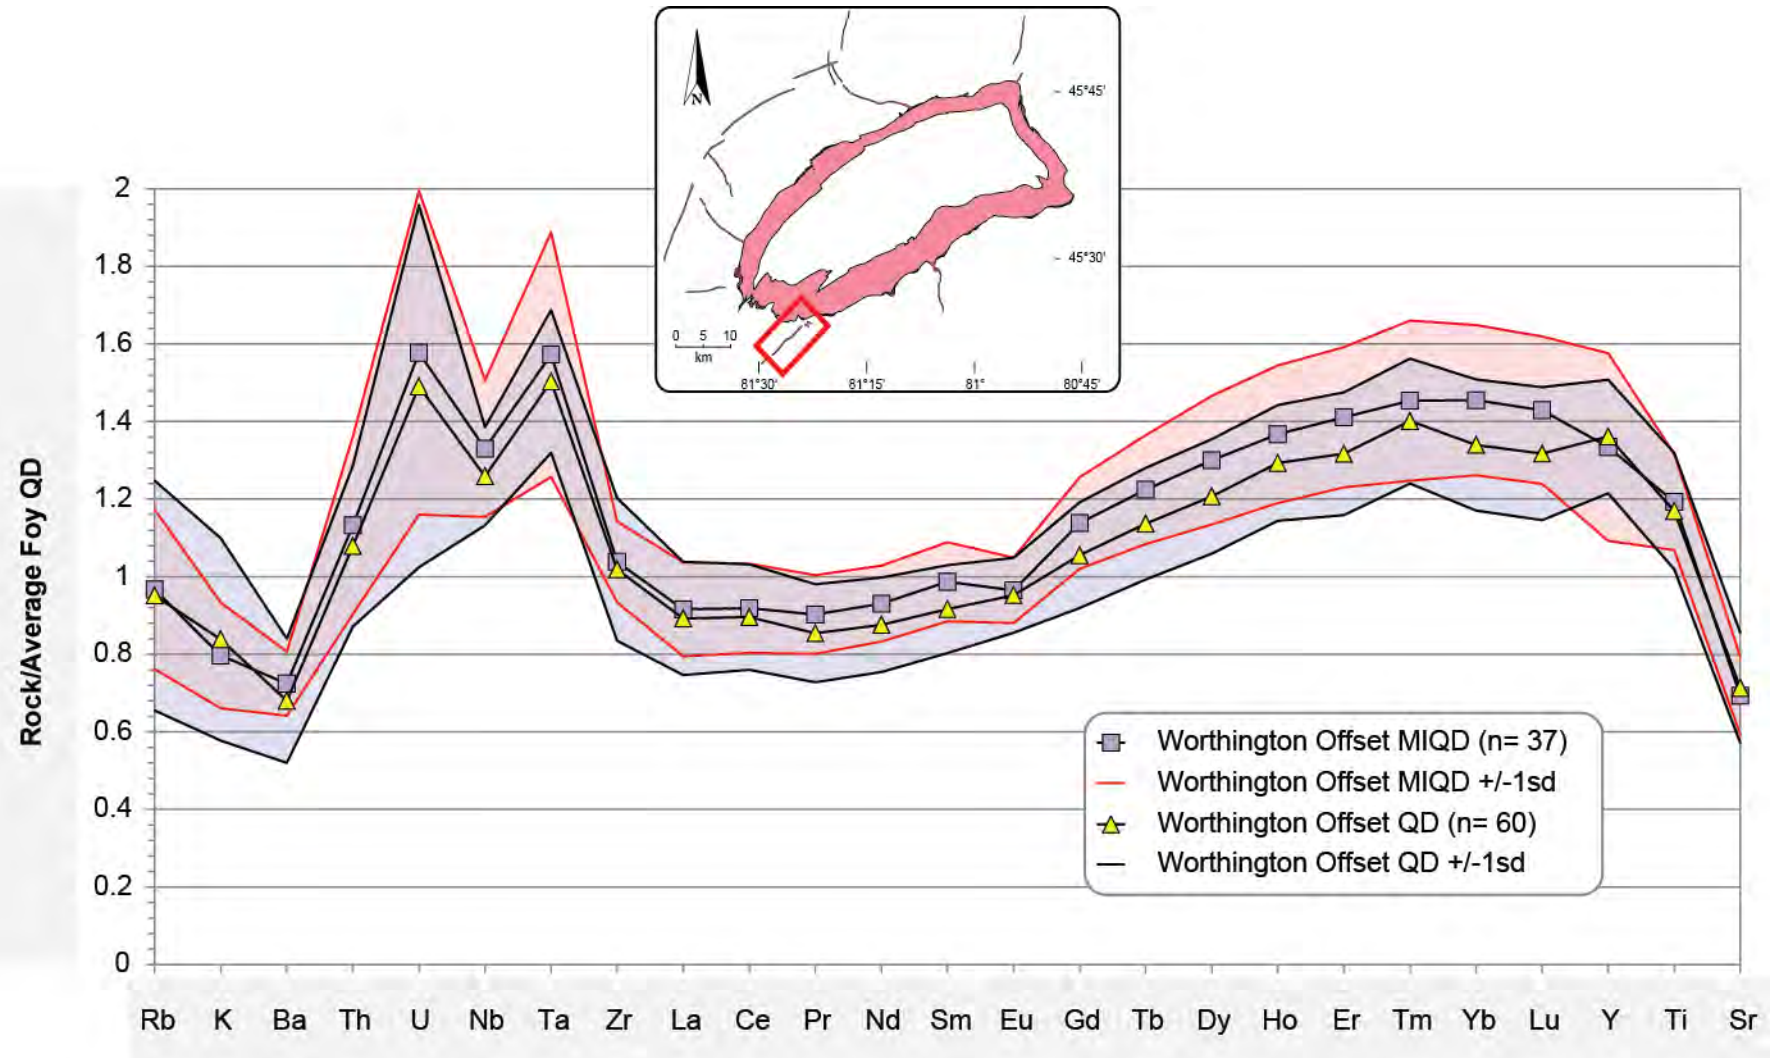 N
45°45'
45°30'
0 5 10
km
81°30' 81°15' 81° 80°45'
Rock/Average Foy QD
2
1.8
1.6
1.4
1.2
1
0.8
0.6
0.4
0.2
0
Worthington Offset MIQD (n= 37)
Worthington Offset MIQD +/-1sd
Worthington Offset QD (n= 60)
Worthington Offset QD +/-1sd
Rb K Ba Th U Nb Ta Zr La Ce Pr Nd Sm Eu Gd Tb Dy Ho Er Tm Yb Lu Y Ti Sr